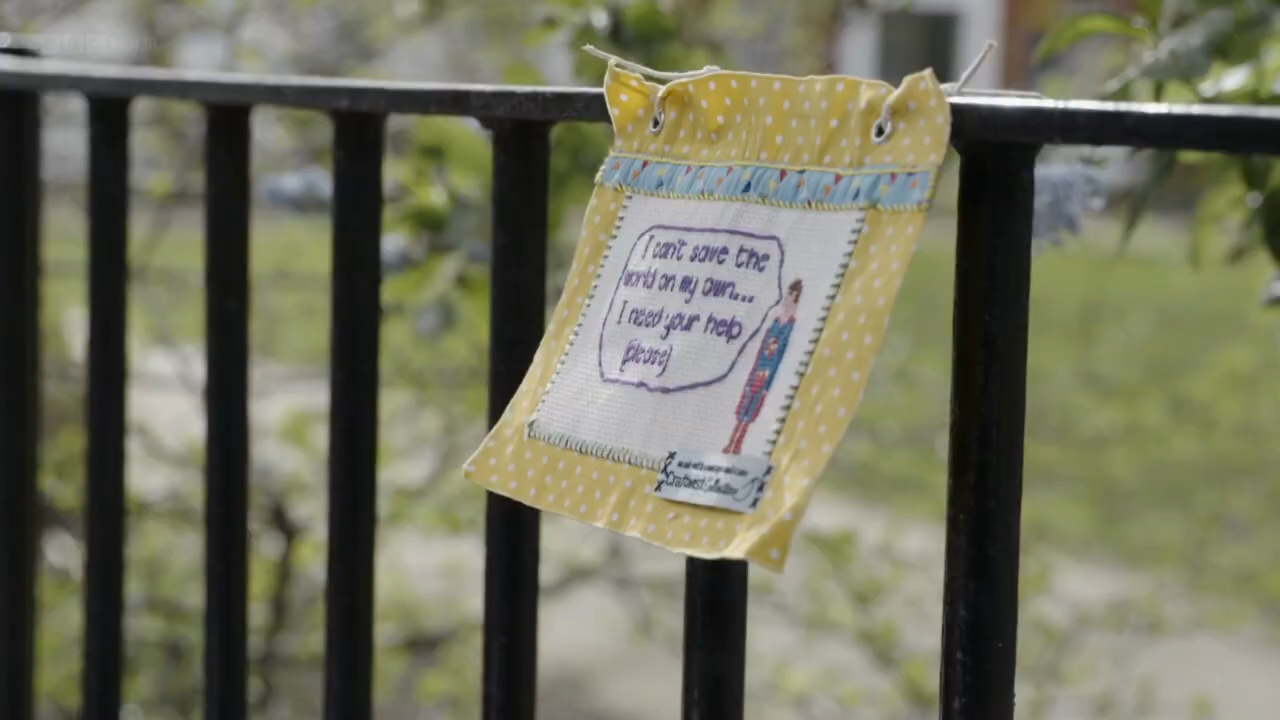 I can't save the
world on my own...
I need your help
(please)
Craftivist Collective